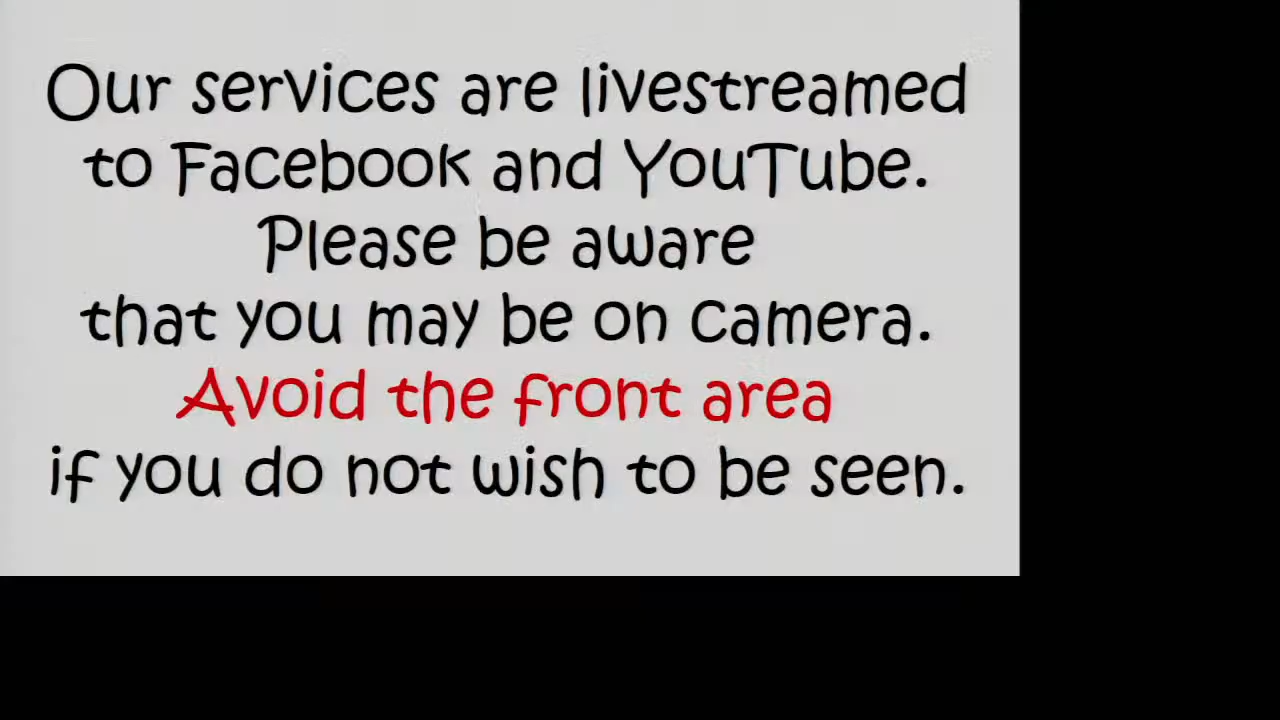 Our services are livestreamed
to Facebook and YouTube.
Please be aware
that you may be on camera.
Avoid the front area
if you do not wish to be seen.